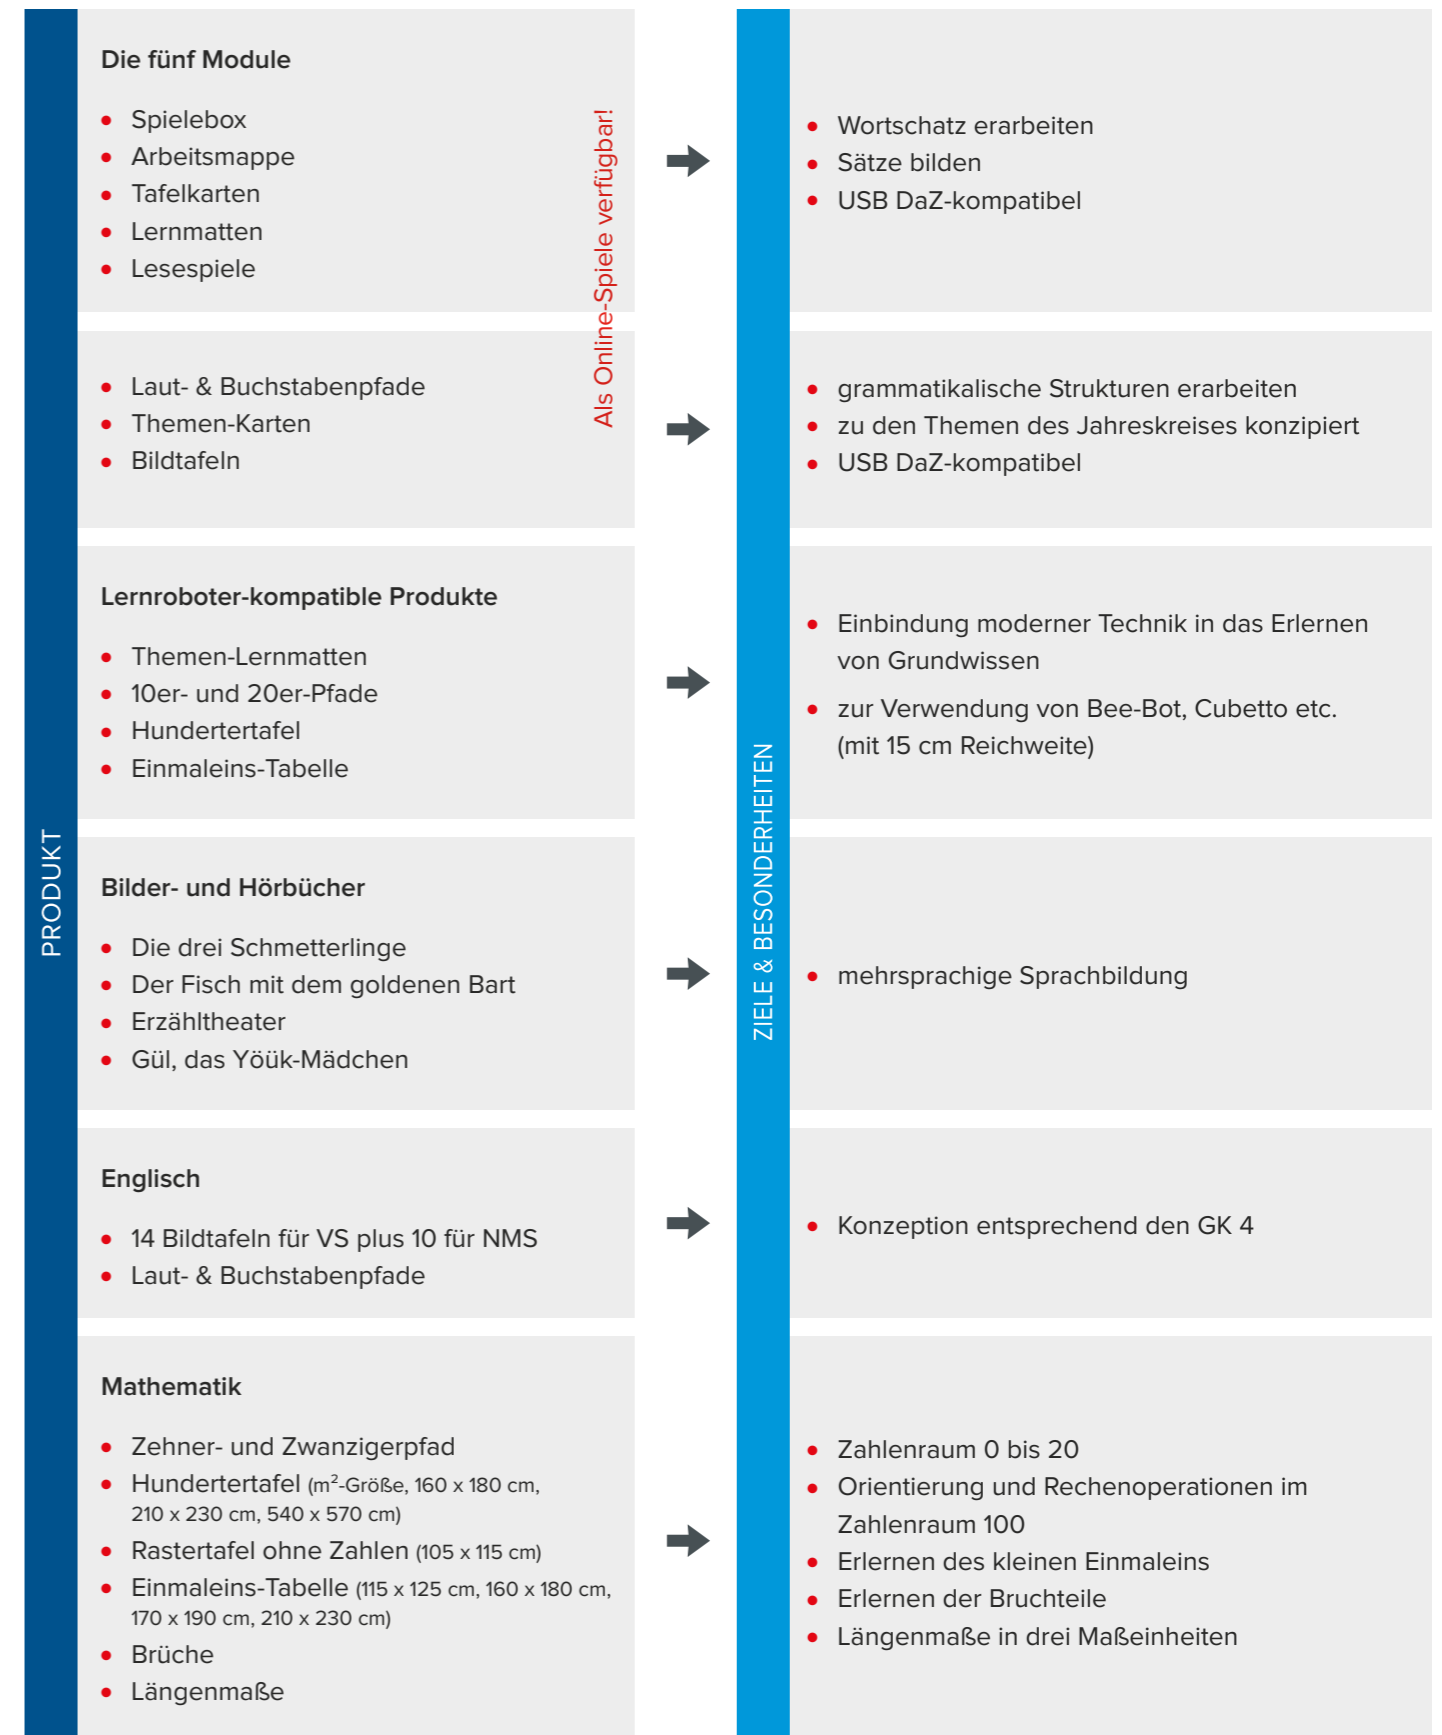 PRODUKT
Die fünf Module
• Spielebox
• Arbeitsmappe
• Tafelkarten
• Lernmatten
• Lesespiele
Als Online-Spiele verfügbar!
• Laut- & Buchstabenpfade
• Themen-Karten
• Bildtafeln
Lernroboter-kompatible Produkte
• Themen-Lernmatten
• 10er- und 20er-Pfade
• Hundertertafel
• Einmaleins-Tabelle
Bilder- und Hörbücher
• Die drei Schmetterlinge
• Der Fisch mit dem goldenen Bart
• Erzähltheater
• Gül, das Yöük-Mädchen
Englisch
• 14 Bildtafeln für VS plus 10 für NMS
• Laut- & Buchstabenpfade
Mathematik
• Zehner- und Zwanzigerpfad
• Hundertertafel (m²-Größe, 160 x 180 cm,
210 x 230 cm, 540 x 570 cm)
• Rastertafel ohne Zahlen (105 x 115 cm)
• Einmaleins-Tabelle (115 x 125 cm, 160 x 180 cm,
170 x 190 cm, 210 x 230 cm)
• Brüche
• Längenmaße
ZIELE & BESONDERHEITEN
• Wortschatz erarbeiten
• Sätze bilden
• USB DaZ-kompatibel
• grammatikalische Strukturen erarbeiten
• zu den Themen des Jahreskreises konzipiert
• USB DaZ-kompatibel
• Einbindung moderner Technik in das Erlernen
von Grundwissen
• zur Verwendung von Bee-Bot, Cubetto etc.
(mit 15 cm Reichweite)
• mehrsprachige Sprachbildung
• Konzeption entsprechend den GK 4
• Zahlenraum 0 bis 20
• Orientierung und Rechenoperationen im
Zahlenraum 100
• Erlernen des kleinen Einmaleins
• Erlernen der Bruchteile
• Längenmaße in drei Maßeinheiten